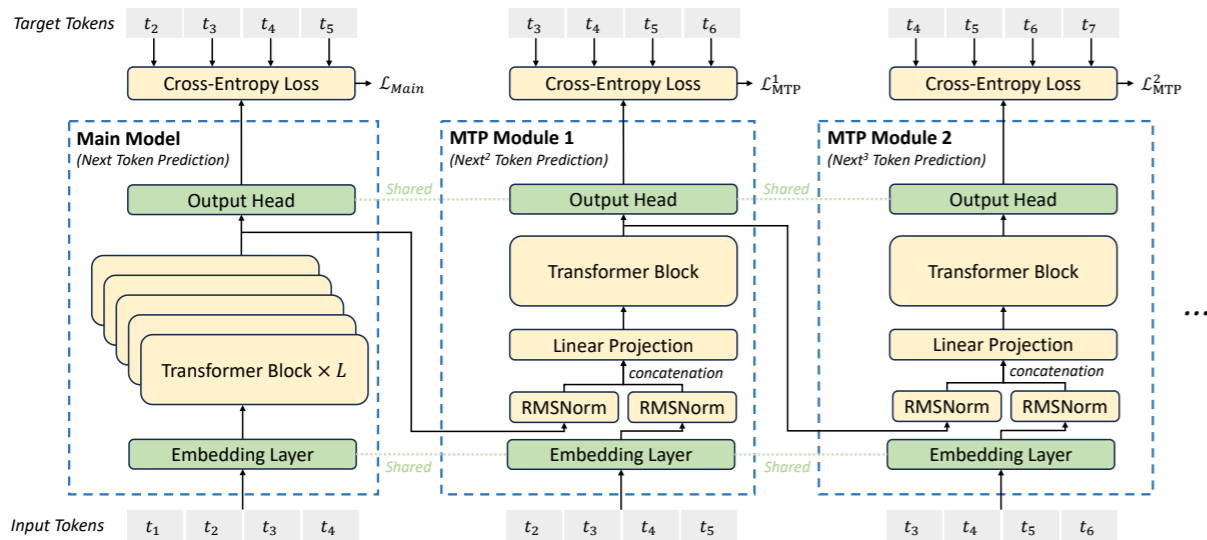 Target Tokens t₂ t₃ t₄ t₅ t₃ t₄ t₅ t₆ t₄ t₅ t₆ t₇
Cross-Entropy Loss ℒ_Main Cross-Entropy Loss ℒ¹_MTP Cross-Entropy Loss ℒ²_MTP
Main Model MTP Module 1 MTP Module 2
(Next Token Prediction) (Next² Token Prediction) (Next³ Token Prediction)
Output Head Shared Output Head Shared Output Head
Transformer Block Transformer Block
Linear Projection Linear Projection
Transformer Block × L concatenation concatenation
RMSNorm RMSNorm RMSNorm RMSNorm
Embedding Layer Shared Embedding Layer Shared Embedding Layer
...
Input Tokens t₁ t₂ t₃ t₄ t₂ t₃ t₄ t₅ t₃ t₄ t₅ t₆